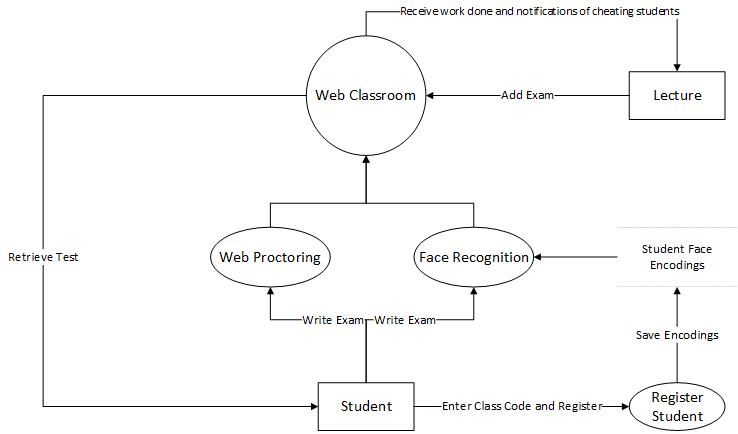 Receive work done and notifications of cheating students
Web Classroom
Add Exam
Lecture
Retrieve Test
Web Proctoring
Face Recognition
Student Face
Encodings
Write Exam
Write Exam
Save Encodings
Student
Enter Class Code and Register
Register
Student